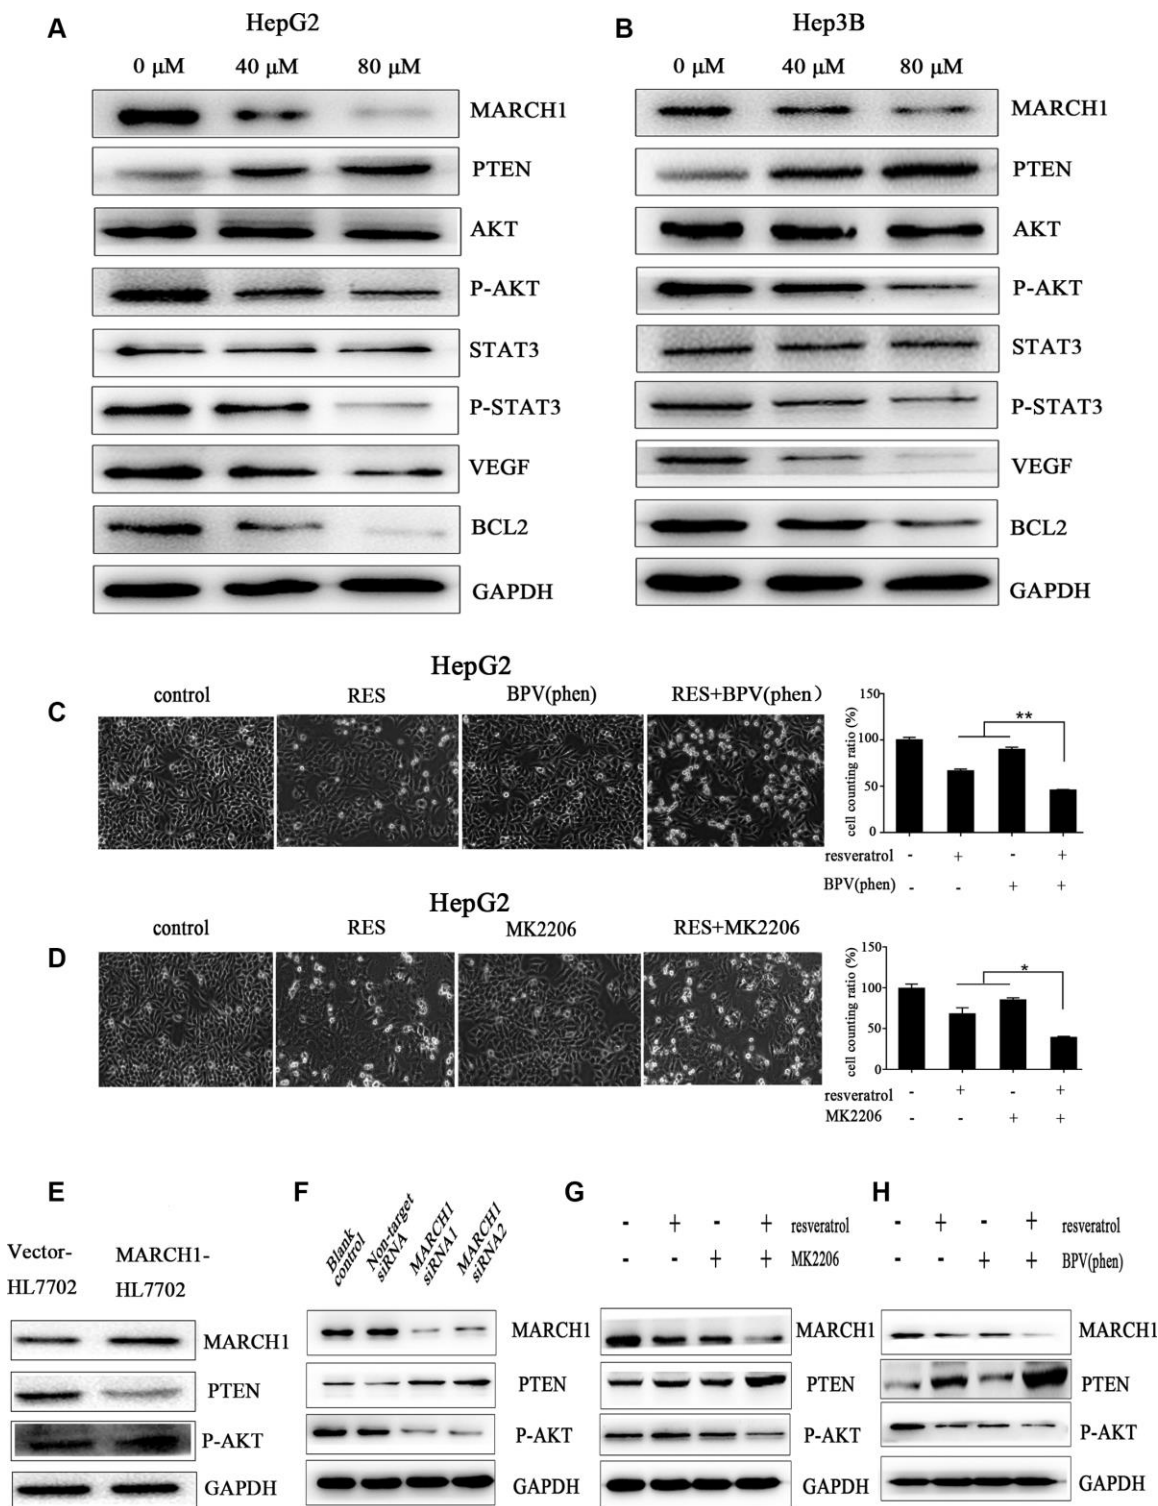 A
HepG2
0 μM 40 μM 80 μM
MARCH1
PTEN
AKT
P-AKT
STAT3
P-STAT3
VEGF
BCL2
GAPDH
B
Hep3B
0 μM 40 μM 80 μM
MARCH1
PTEN
AKT
P-AKT
STAT3
P-STAT3
VEGF
BCL2
GAPDH
C
HepG2
control RES BPV(phen) RES+BPV(phen)
cell counting ratio (%)
150
100
50
0
**
resveratrol - + - +
BPV(phen) - - + +
D
HepG2
control RES MK2206 RES+MK2206
cell counting ratio (%)
150
100
50
0
*
resveratrol - + - +
MK2206 - - + +
E
Vector-
HL7702
MARCH1-
HL7702
MARCH1
PTEN
P-AKT
GAPDH
F
Blank
control
Non-target
siRNA
MARCH1
siRNA1
MARCH1
siRNA2
MARCH1
PTEN
P-AKT
GAPDH
G
- + - + resveratrol
- - + + MK2206
MARCH1
PTEN
P-AKT
GAPDH
H
- + - + resveratrol
- - + + BPV(phen)
MARCH1
PTEN
P-AKT
GAPDH